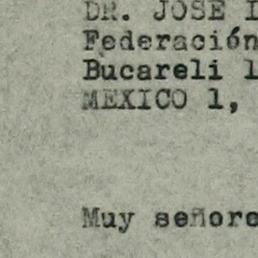 DR. JOSE
Federación
Bucareli 1
MEXICO 1,
Muy señore